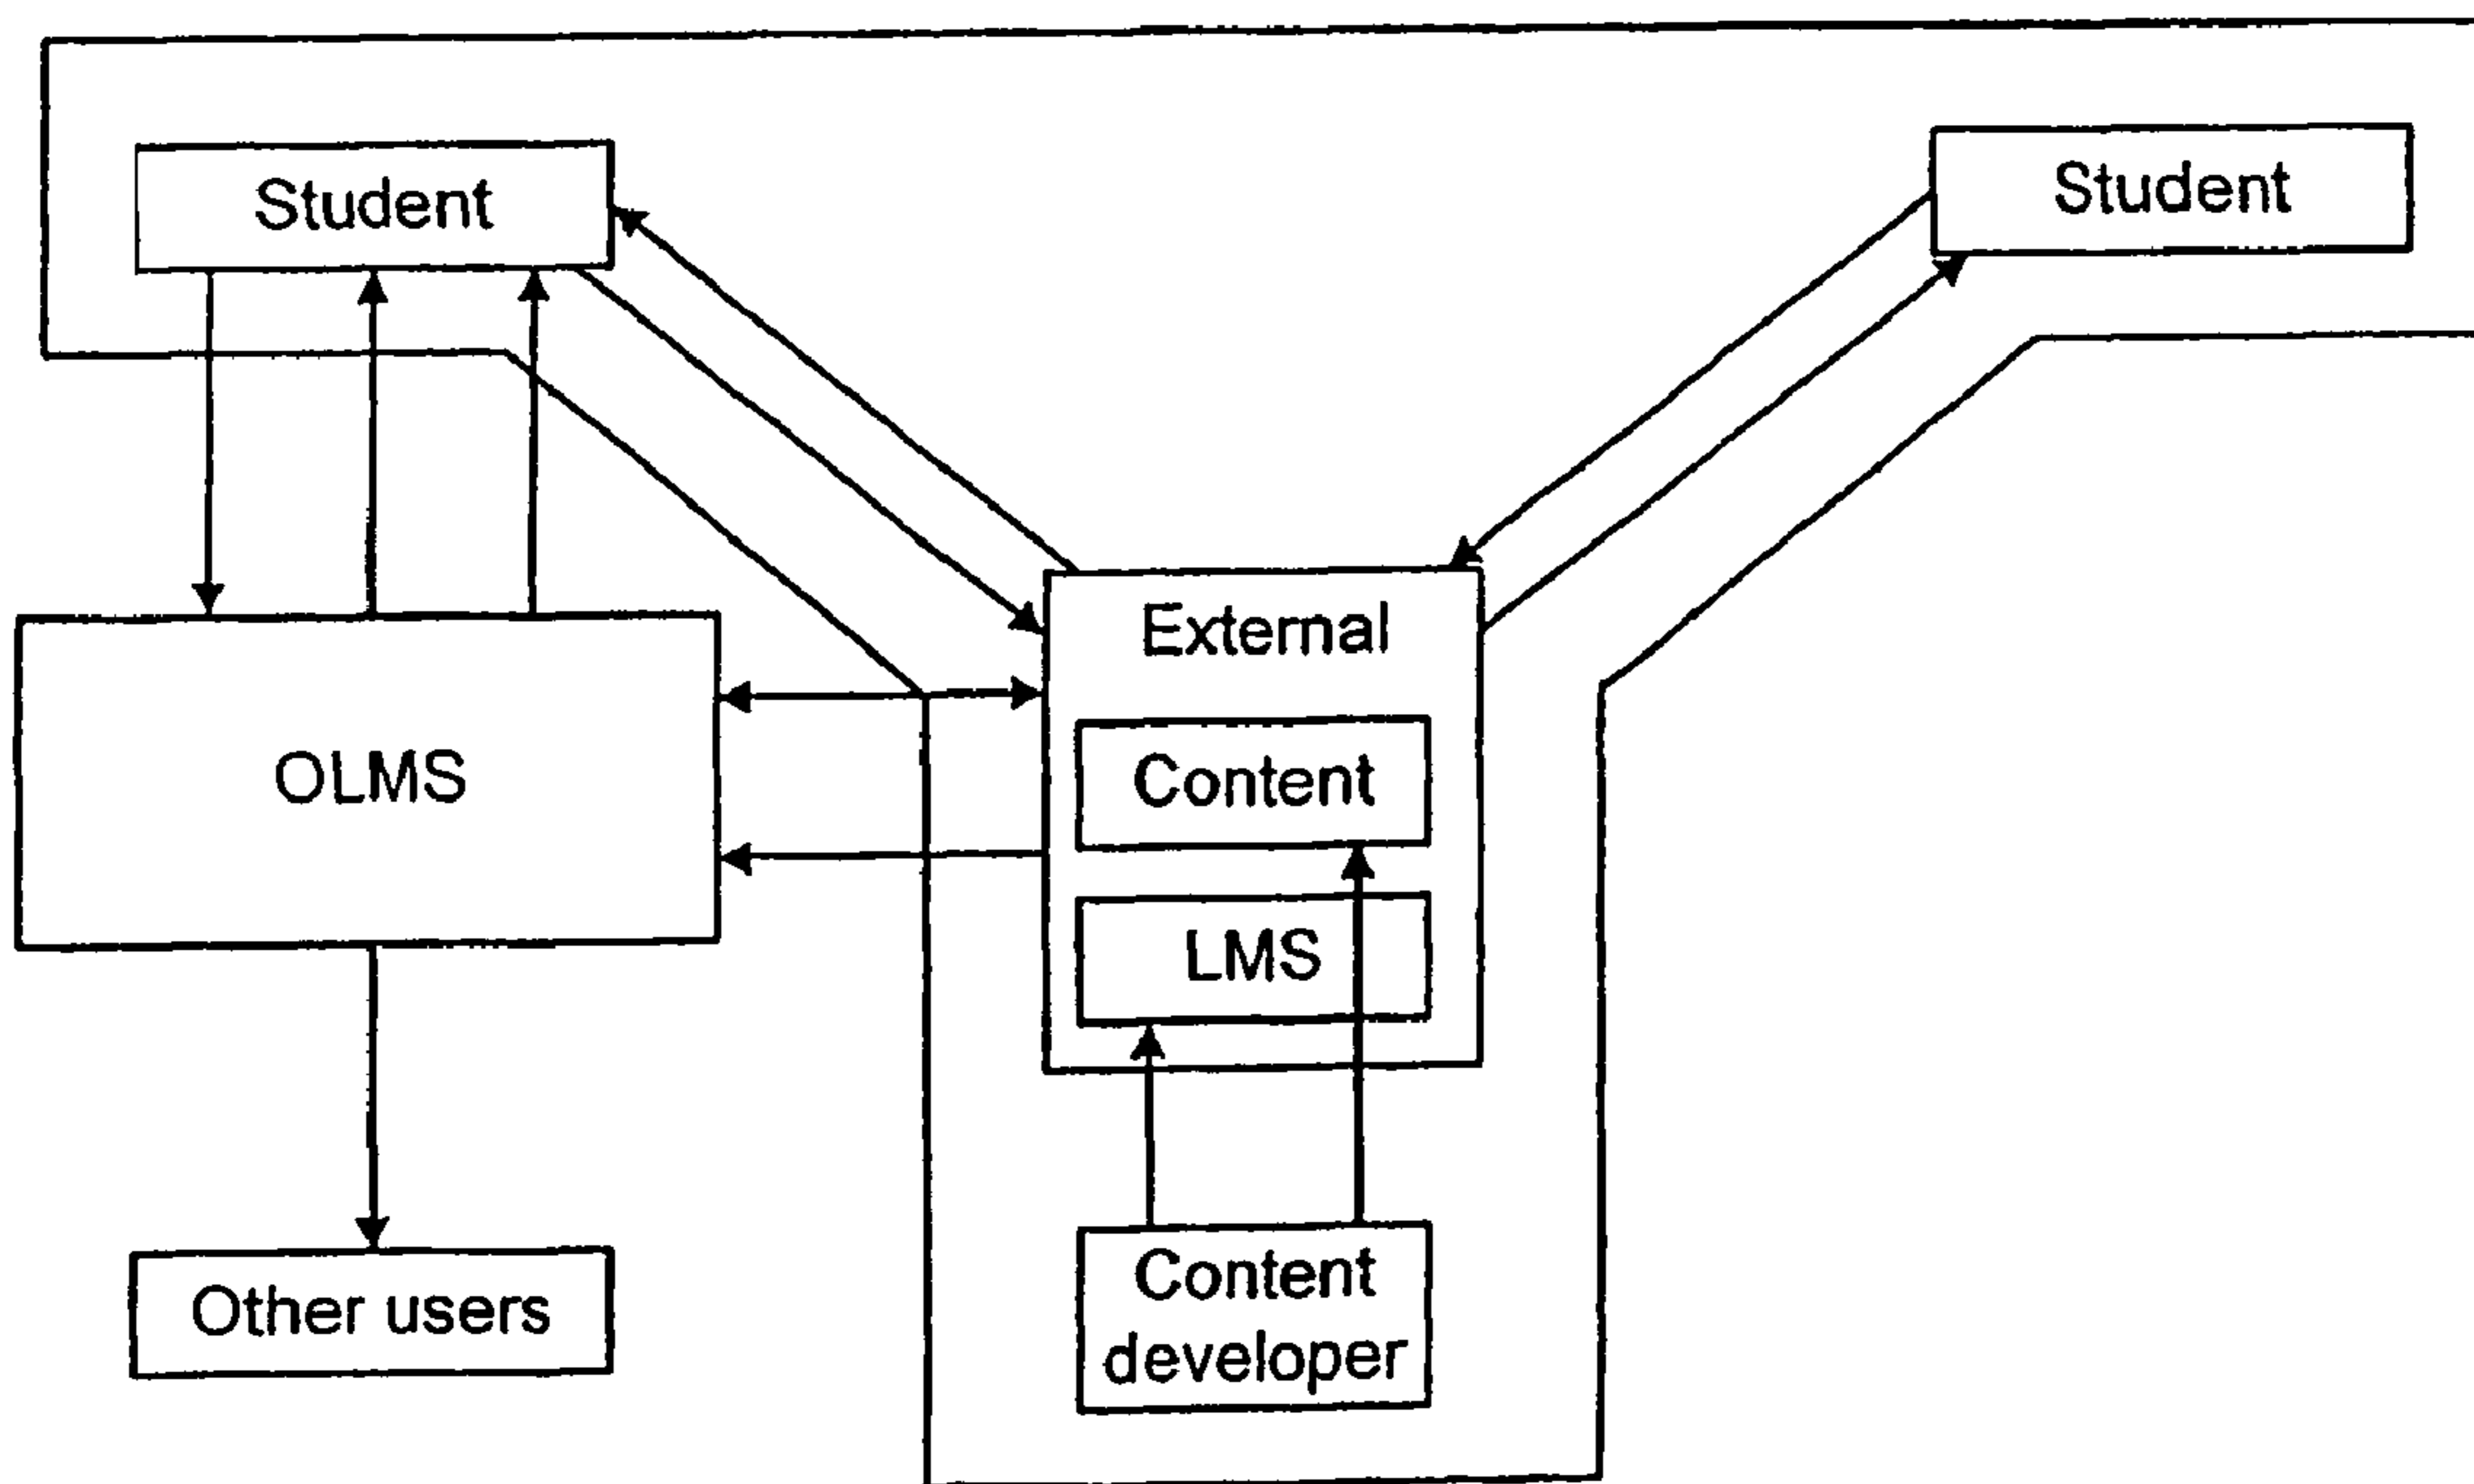 Student
Student
External
Content
OLMS
LMS
Content
developer
Other users